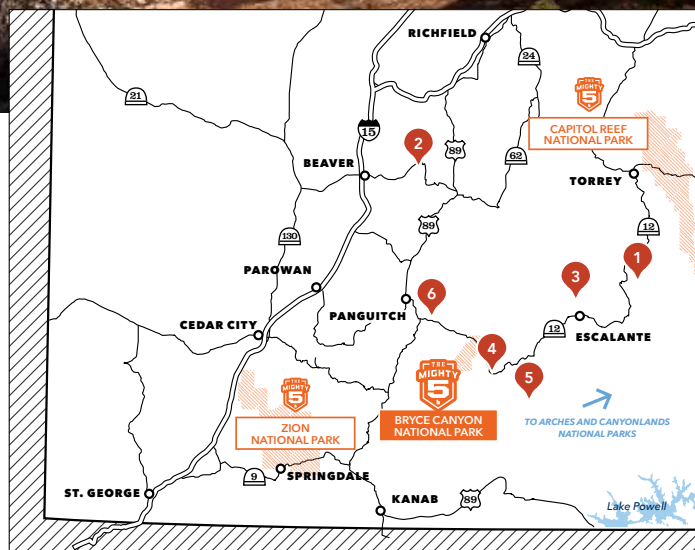 RICHFIELD
24
21
THE
MIGHTY
5
15
CAPITOL REEF
NATIONAL PARK
2
89
62
BEAVER
TORREY
12
89
130
1
PAROWAN
3
6
PANGUITCH
CEDAR CITY
12
ESCALANTE
4
THE
MIGHTY
5
5
THE
MIGHTY
5
TO ARCHES AND CANYONLANDS
NATIONAL PARKS
BRYCE CANYON
NATIONAL PARK
ZION
NATIONAL PARK
9
SPRINGDALE
ST. GEORGE
KANAB
89
Lake Powell